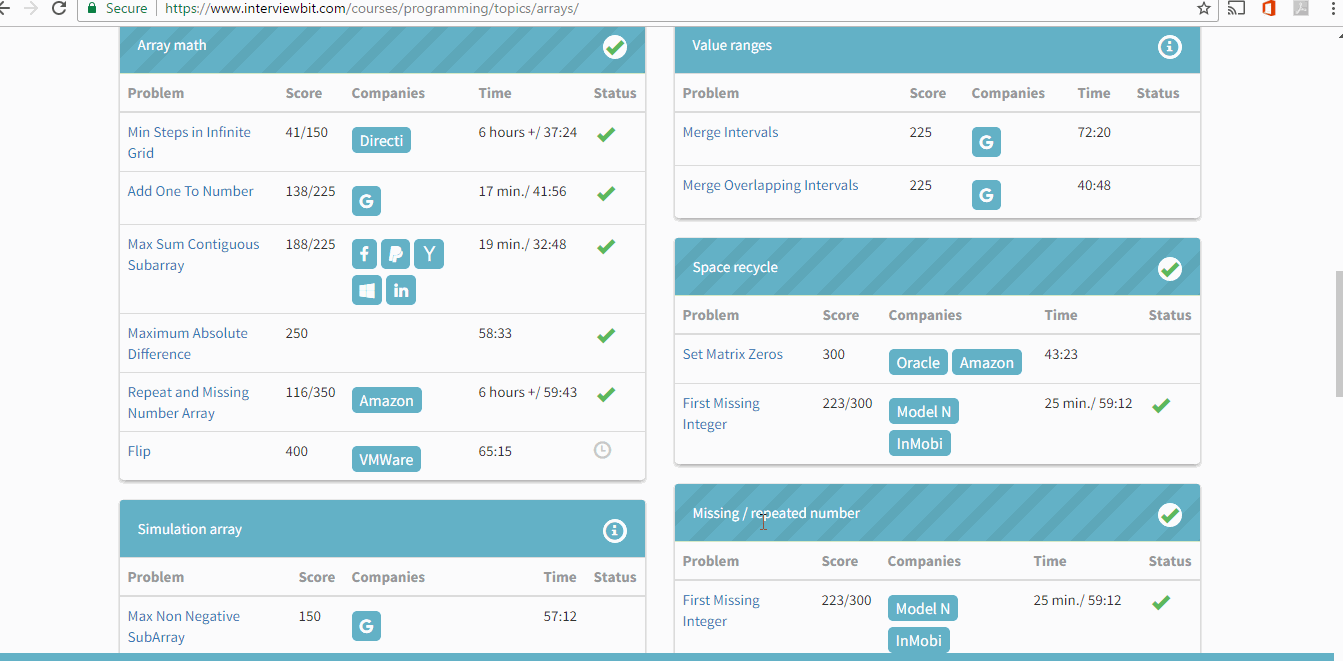 Secure https://www.interviewbit.com/courses/programming/topics/arrays/
Array math
Problem Score Companies Time Status
Min Steps in Infinite 41/150 Directi 6 hours +/ 37:24
Grid
Add One To Number 138/225 G 17 min./ 41:56
Max Sum Contiguous 188/225 f P Y 19 min./ 32:48
Subarray in
Maximum Absolute 250 58:33
Difference
Repeat and Missing 116/350 Amazon 6 hours +/ 59:43
Number Array
Flip 400 VMWare 65:15
Simulation array
Problem Score Companies Time Status
Max Non Negative 150 G 57:12
SubArray
Value ranges
Problem Score Companies Time Status
Merge Intervals 225 G 72:20
Merge Overlapping Intervals 225 G 40:48
Space recycle
Problem Score Companies Time Status
Set Matrix Zeros 300 Oracle Amazon 43:23
First Missing 223/300 Model N 25 min./ 59:12
Integer InMobi
Missing / repeated number
Problem Score Companies Time Status
First Missing 223/300 Model N 25 min./ 59:12
Integer InMobi